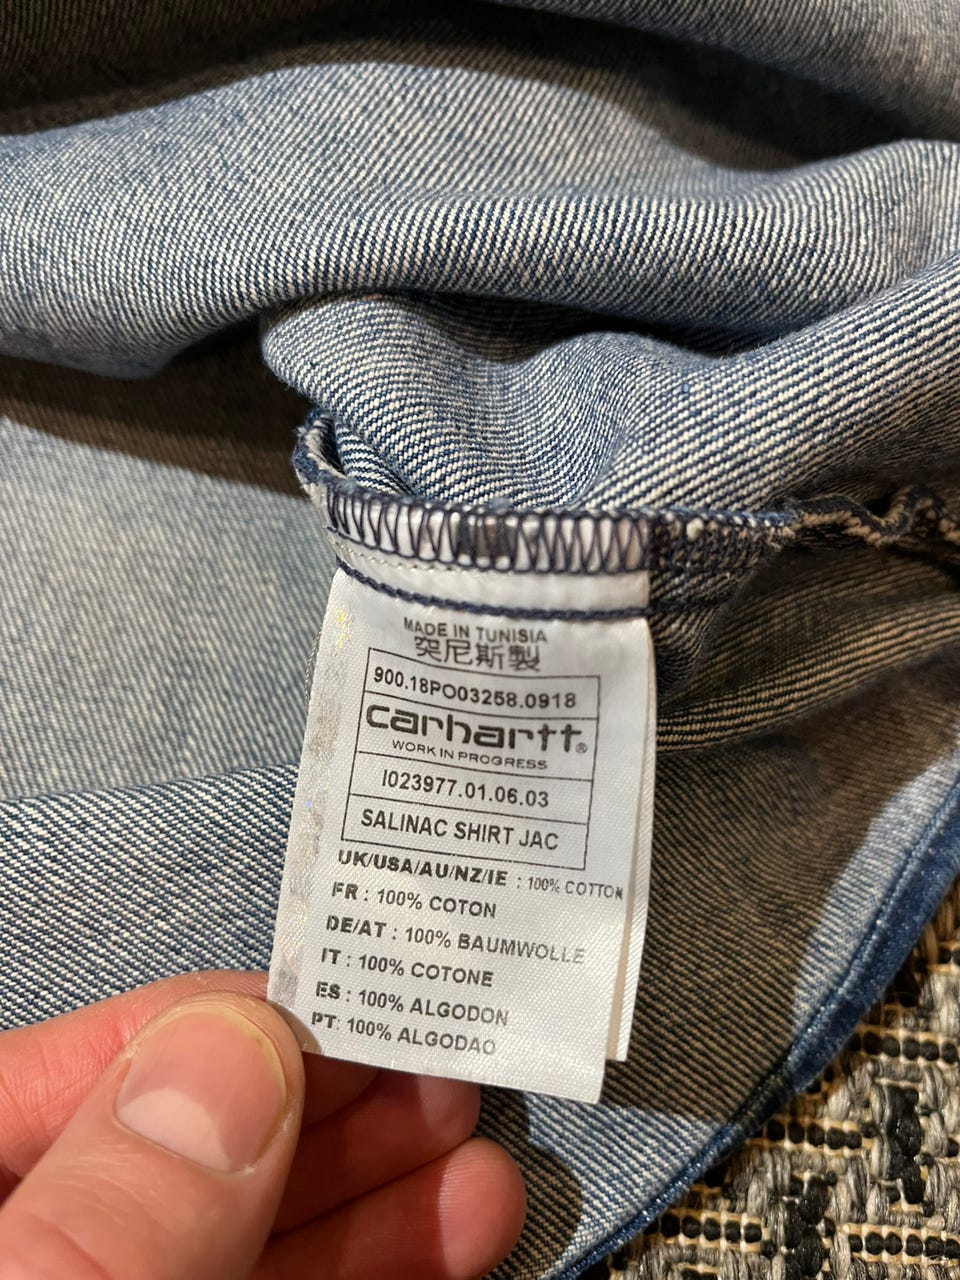 MADE IN TUNISIA
突尼斯製
900.18PO03258.0918
carhartt®
WORK IN PROGRESS
I023977.01.06.03
SALINAC SHIRT JAC
UK/USA/AU/NZ/IE : 100% COTTON
FR : 100% COTON
DE/AT : 100% BAUMWOLLE
IT : 100% COTONE
ES : 100% ALGODON
PT: 100% ALGODAO